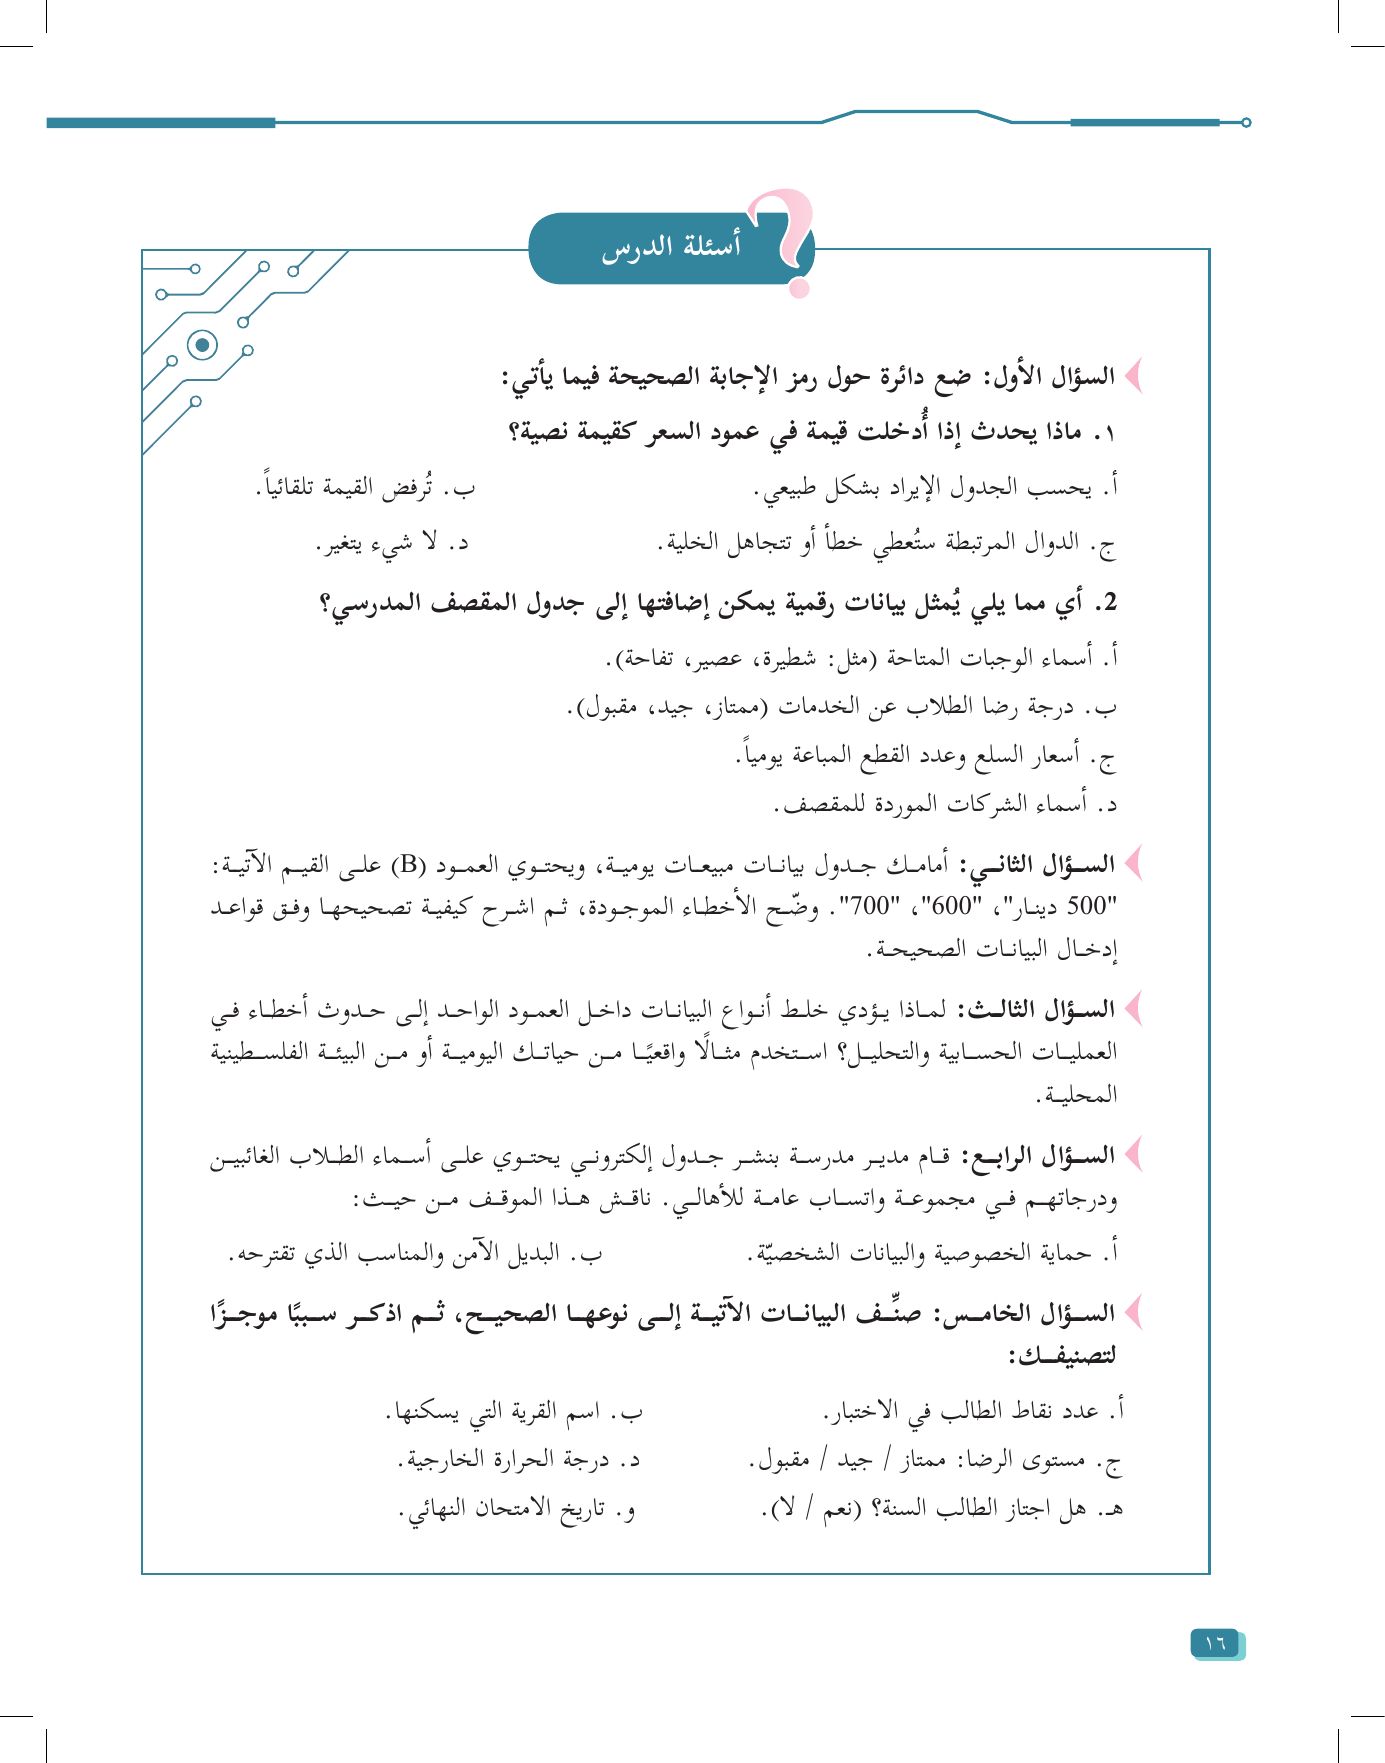 أسئلة الدرس
السؤال الأول: ضع دائرة حول رمز الإجابة الصحيحة فيما يأتي:
١. ماذا يحدث إذا أُدخلت قيمة في عمود السعر كقيمة نصية؟
أ. يحسب الجدول الإيراد بشكل طبيعي. ب. تُرفض القيمة تلقائياً.
ج. الدوال المرتبطة ستُعطي خطأ أو تتجاهل الخلية. د. لا شيء يتغير.
2. أي مما يلي يُمثل بيانات رقمية يمكن إضافتها إلى جدول المقصف المدرسي؟
أ. أسماء الوجبات المتاحة (مثل: شطيرة، عصير، تفاحة).
ب. درجة رضا الطلاب عن الخدمات (ممتاز، جيد، مقبول).
ج. أسعار السلع وعدد القطع المباعة يومياً.
د. أسماء الشركات الموردة للمقصف.
السؤال الثاني: أمامك جدول بيانات مبيعات يومية، ويحتوي العمود (B) على القيم الآتية:
"500 دينار"، "600"، "700". وضّح الأخطاء الموجودة، ثم اشرح كيفية تصحيحها وفق قواعد
إدخال البيانات الصحيحة.
السؤال الثالث: لماذا يؤدي خلط أنواع البيانات داخل العمود الواحد إلى حدوث أخطاء في
العمليات الحسابية والتحليل؟ استخدم مثالًا واقعيًا من حياتك اليومية أو من البيئة الفلسطينية
المحلية.
السؤال الرابع: قام مدير مدرسة بنشر جدول إلكتروني يحتوي على أسماء الطلاب الغائبين
ودرجاتهم في مجموعة واتساب عامة للأهالي. ناقش هذا الموقف من حيث:
أ. حماية الخصوصية والبيانات الشخصيّة. ب. البديل الآمن والمناسب الذي تقترحه.
السؤال الخامس: صنِّف البيانات الآتية إلى نوعها الصحيح، ثم اذكر سببًا موجزًا
لتصنيفك:
أ. عدد نقاط الطالب في الاختبار. ب. اسم القرية التي يسكنها.
ج. مستوى الرضا: ممتاز / جيد / مقبول. د. درجة الحرارة الخارجية.
هـ. هل اجتاز الطالب السنة؟ (نعم / لا). و. تاريخ الامتحان النهائي.
١٦